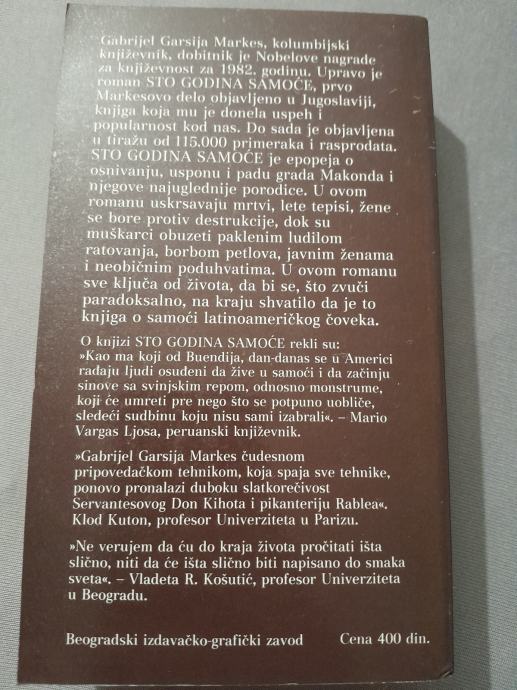 Gabrijel Garsija Markes, kolumbijski
književnik, dobitnik je Nobelove nagrade
za književnost za 1982. godinu. Upravo je
roman STO GODINA SAMOĆE, prvo
Markesovo delo objavljeno u Jugoslaviji,
knjiga koja mu je donela uspeh i
popularnost kod nas. Do sada je objavljena
u tiražu od 115.000 primeraka i rasprodata.
STO GODINA SAMOĆE je epopeja o
osnivanju, usponu i padu grada Makonda i
njegove najuglednije porodice. U ovom
romanu uskrsavaju mrtvi, lete tepisi, žene
se bore protiv destrukcije, dok su
muškarci obuzeti paklenim ludilom
ratovanja, borbom petlova, javnim ženama
i neobičnim poduhvatima. U ovom romanu
sve ključa od života, da bi se, što zvuči
paradoksalno, na kraju shvatilo da je to
knjiga o samoći latinoameričkog čoveka.
O knjizi STO GODINA SAMOĆE rekli su:
»Kao ma koji od Buendija, dan-danas se u Americi
rađaju ljudi osuđeni da žive u samoći i da začinju
sinove sa svinjskim repom, odnosno monstrume,
koji će umreti pre nego što se potpuno uobliče,
sledeći sudbinu koju nisu sami izabrali«. – Mario
Vargas Ljosa, peruanski književnik.
»Gabrijel Garsija Markes čudesnom
pripovedačkom tehnikom, koja spaja sve tehnike,
ponovo pronalazi duboku slatkorečivost
Servantesovog Don Kihota i pikanteriju Rablea«.
Klod Kuton, profesor Univerziteta u Parizu.
»Ne verujem da ću do kraja života pročitati išta
slično, niti da će išta slično biti napisano do smaka
sveta«. – Vladeta R. Košutić, profesor Univerziteta
u Beogradu.
Beogradski izdavačko-grafički zavod Cena 400 din.